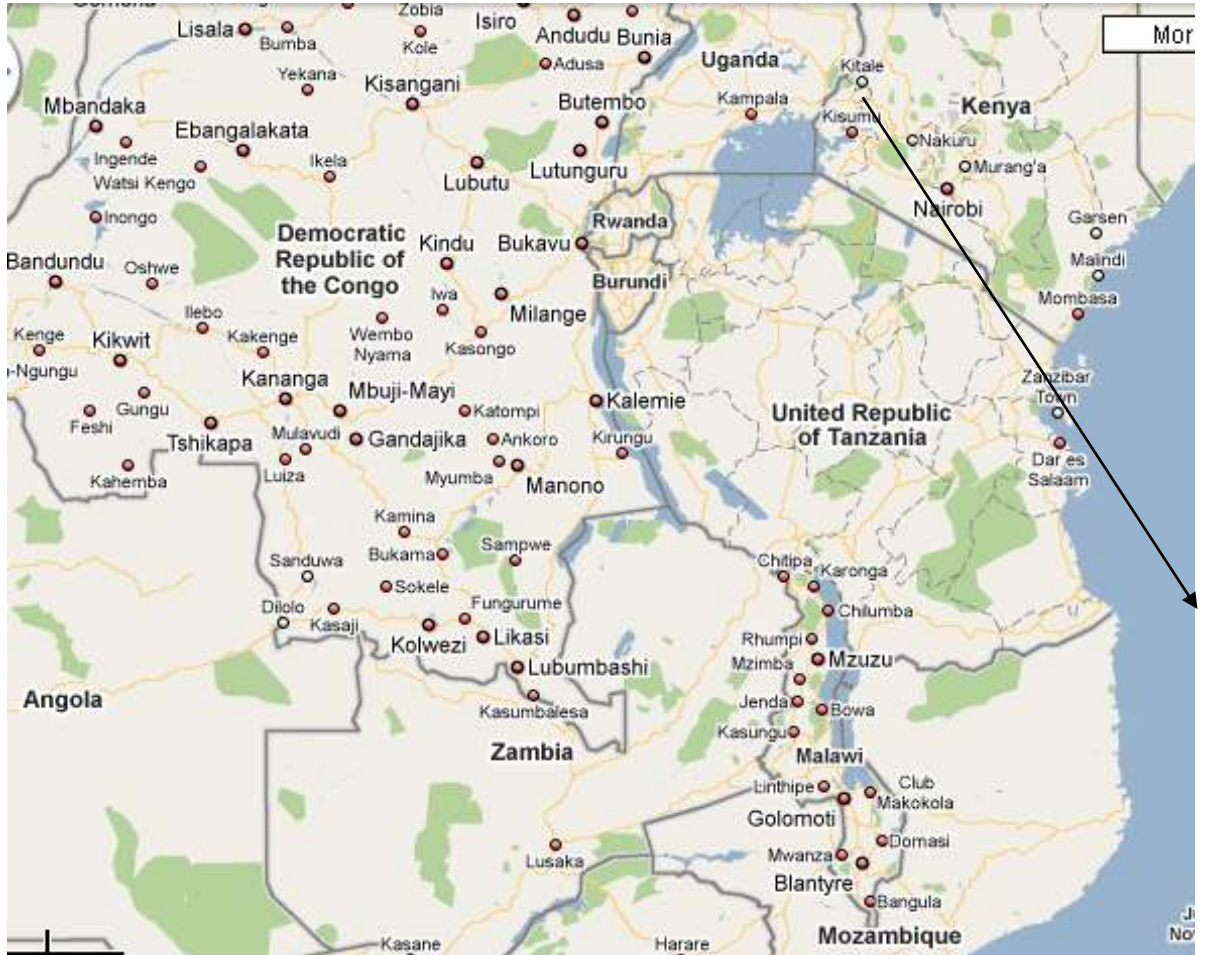 Zobia
Isiro
Lisala
Bumba
Kole
Andudu
Bunia
Adusa
Uganda
Mor
Yekana
Kisangani
Kitale
Mbandaka
Butembo
Kampala
Kenya
Kisumu
Ebangalakata
Ingende
Watsi Kengo
Ikela
Lubutu
Lutunguru
Nakuru
Murang'a
Nairobi
Inongo
Rwanda
Garsen
Democratic
Republic of
the Congo
Kindu
Bukavu
Malindi
Bandundu
Oshwe
Burundi
Iwa
Milange
Mombasa
Ilebo
Wembo
Nyama
Kasongo
Kenge
Kikwit
Kakenge
-Ngungu
Kananga
Mbuji-Mayi
Zanzibar
Town
Gungu
Feshi
Katompi
Kalemie
United Republic
of Tanzania
Tshikapa
Mulavudi
Gandajika
Ankoro
Kirungu
Dar es
Salaam
Kahemba
Luiza
Myumba
Manono
Kamina
Bukama
Sampwe
Sanduwa
Sokele
Chitipa
Karonga
Dilolo
Kasaji
Fungurume
Chilumba
Kolwezi
Likasi
Rhumpi
Mzimba
Mzuzu
Lubumbashi
Angola
Kasumbalesa
Jenda
Bowa
Zambia
Kasungu
Malawi
Linthipe
Club
Makokola
Golomoti
Domasi
Lusaka
Mwanza
Blantyre
Bangula
Kasane
Harare
Mozambique